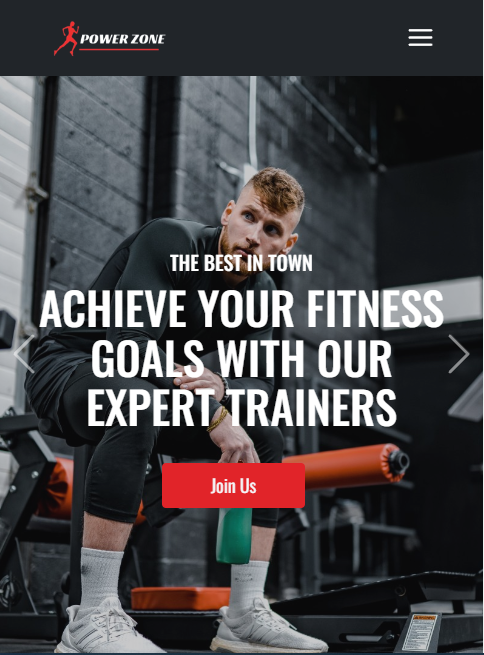 POWER ZONE
THE BEST IN TOWN
ACHIEVE YOUR FITNESS
GOALS WITH OUR
EXPERT TRAINERS
Join Us